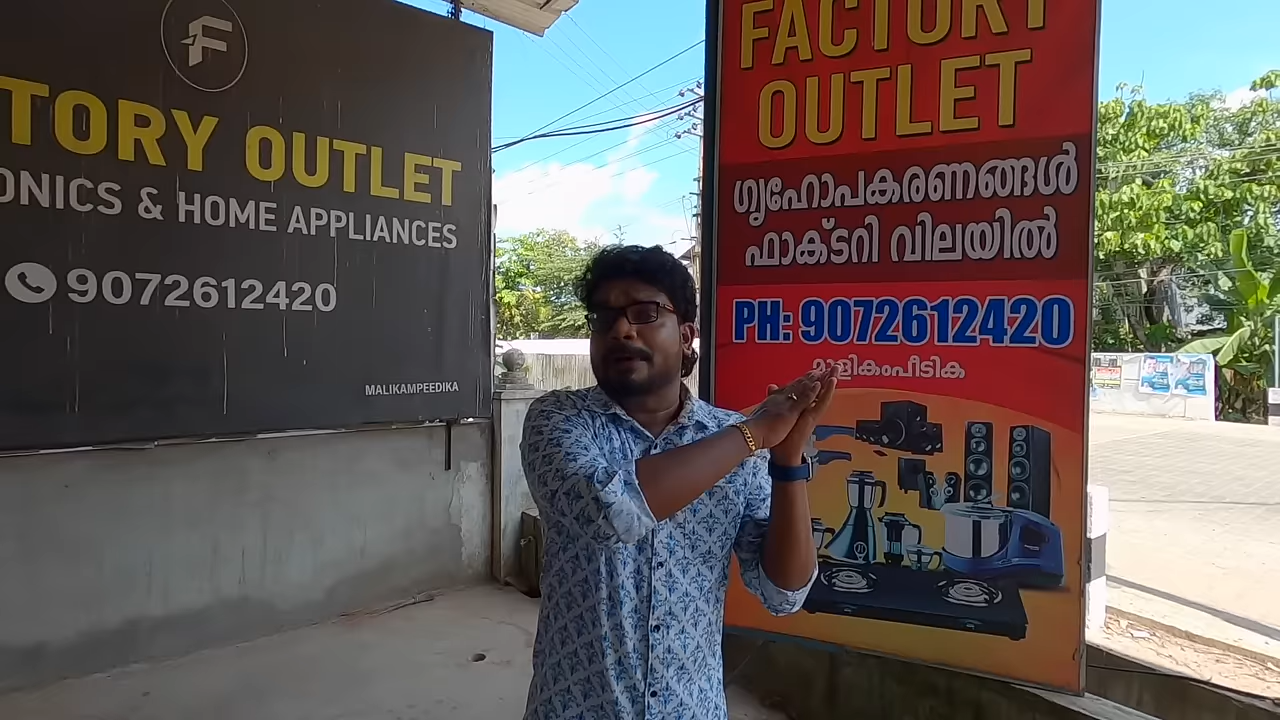 F
TORY OUTLET
ONICS & HOME APPLIANCES
9072612420
MALIKAMPEEDIKA
FACTORY
OUTLET
ഗൃഹോപകരണങ്ങൾ
ഫാക്ടറി വിലയിൽ
PH: 9072612420
മാളികംപീടിക